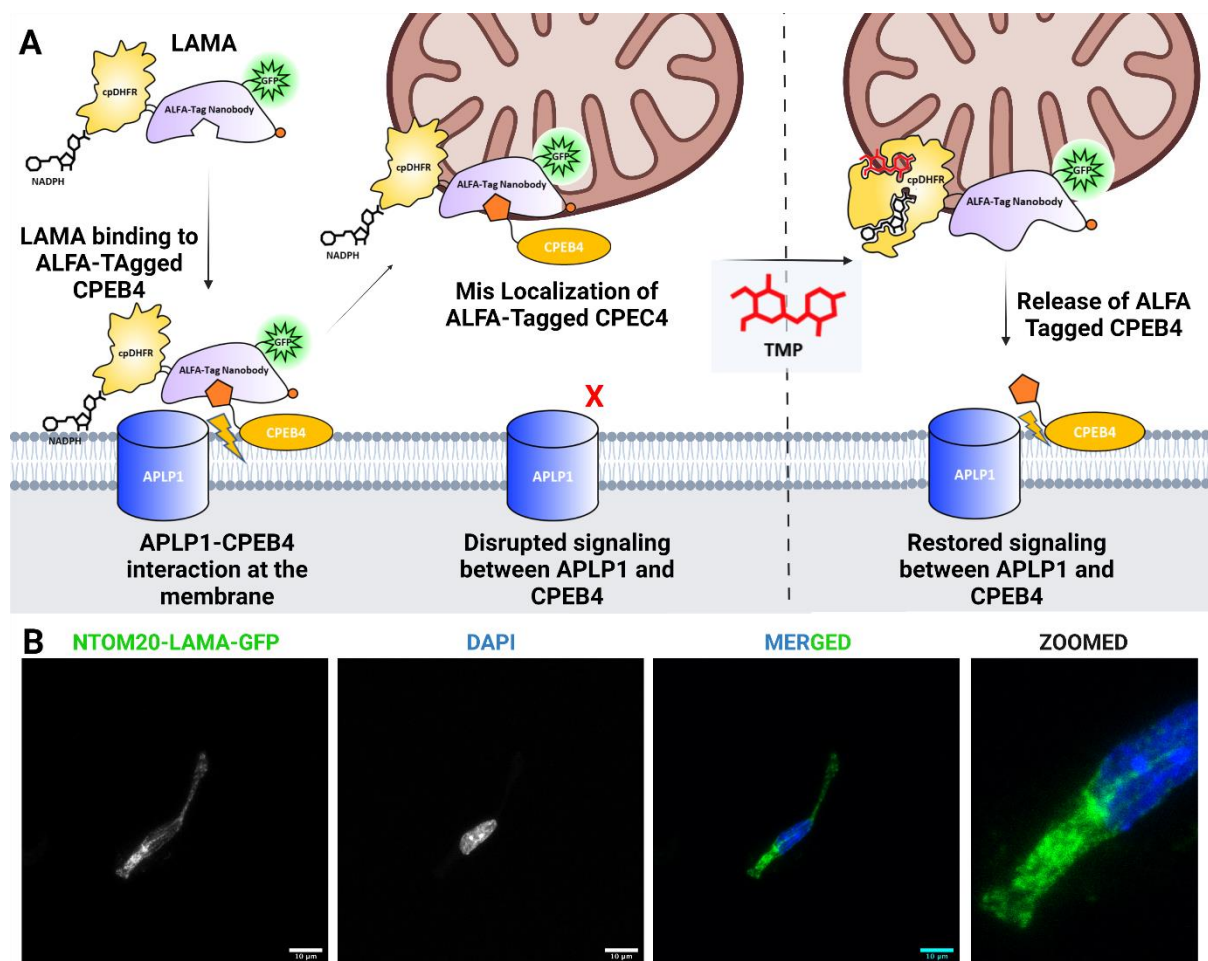 A
LAMA
cpDHFR
ALFA-Tag Nanobody
GFP
NADPH
LAMA binding to
ALFA-TAgged
CPEB4
cpDHFR
ALFA-Tag Nanobody
GFP
NADPH
CPEB4
APLP1
APLP1-CPEB4
interaction at the
membrane
cpDHFR
ALFA-Tag Nanobody
GFP
NADPH
CPEB4
Mis Localization of
ALFA-Tagged CPEC4
X
APLP1
Disrupted signaling
between APLP1 and
CPEB4
TMP
cpDHFR
ALFA-Tag Nanobody
GFP
Release of ALFA
Tagged CPEB4
CPEB4
APLP1
Restored signaling
between APLP1 and
CPEB4
B
NTOM20-LAMA-GFP
DAPI
MERGED
ZOOMED
10 µm
10 µm
10 µm